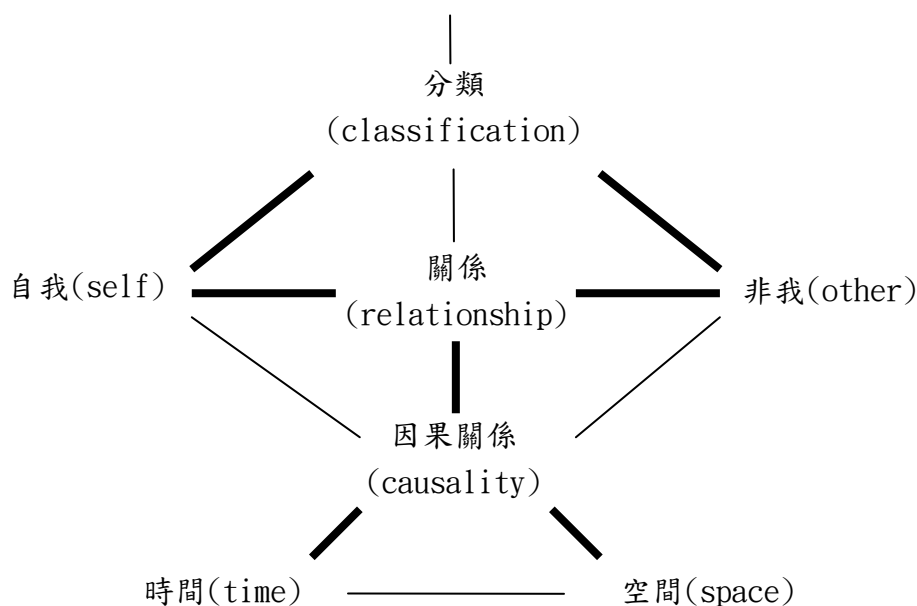 分類
(classification)
自我(self)
關係
(relationship)
非我(other)
因果關係
(causality)
時間(time)
空間(space)